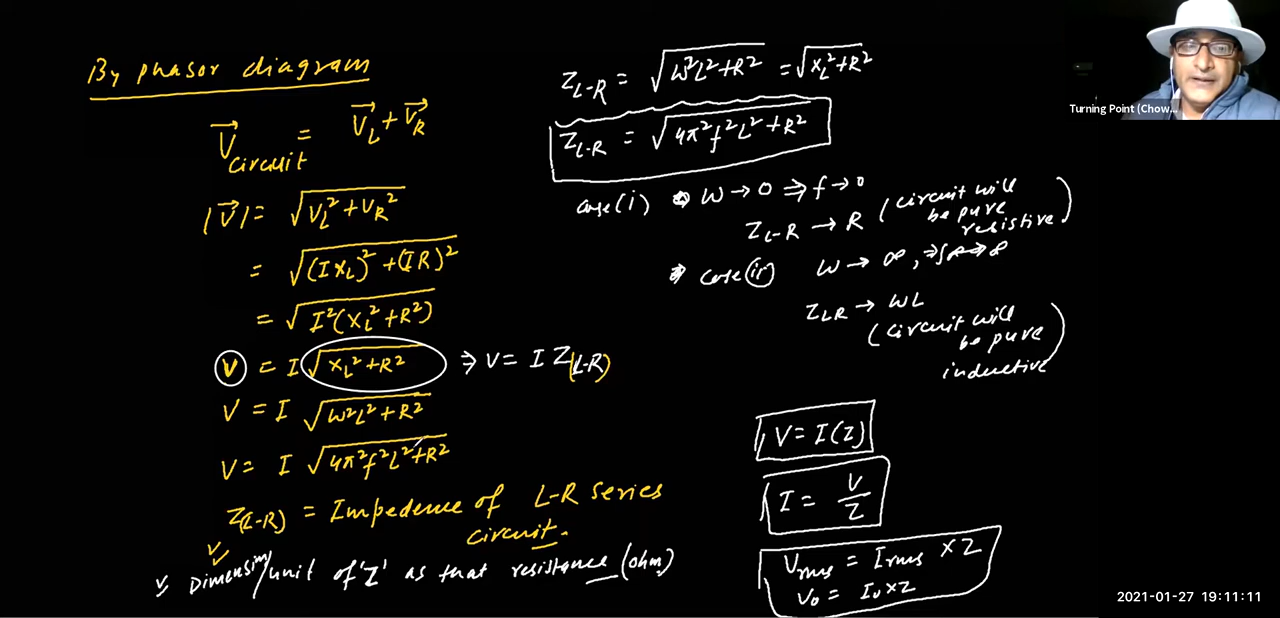 By phasor diagram
V⃗circuit = V⃗L + V⃗R
|V⃗| = √(VL² + VR²)
= √((IXL)² + (IR)²)
= √(I²(XL² + R²))
V = I √(XL² + R²) ⇒ V = I Z(L-R)
V = I √(W²L² + R²)
V = I √(4π²f²L² + R²)
Z(L-R) = Impedence of L-R series
circuit.
Dimension/unit of 'Z' as that resistance (ohm)
ZL-R = √(W²L² + R²) = √(XL² + R²)
ZL-R = √(4π²f²L² + R²)
case(i) W → 0 ⇒ f → 0
ZL-R → R (circuit will
be pure
resistive)
case(ii) W → ∞, ⇒ f → ∞
ZLR → WL
(circuit will
be pure
inductive)
V = I(Z)
I = V/Z
Vrms = Irms × Z
V₀ = I₀ × Z
Turning Point (Chow...
2021-01-27 19:11:11